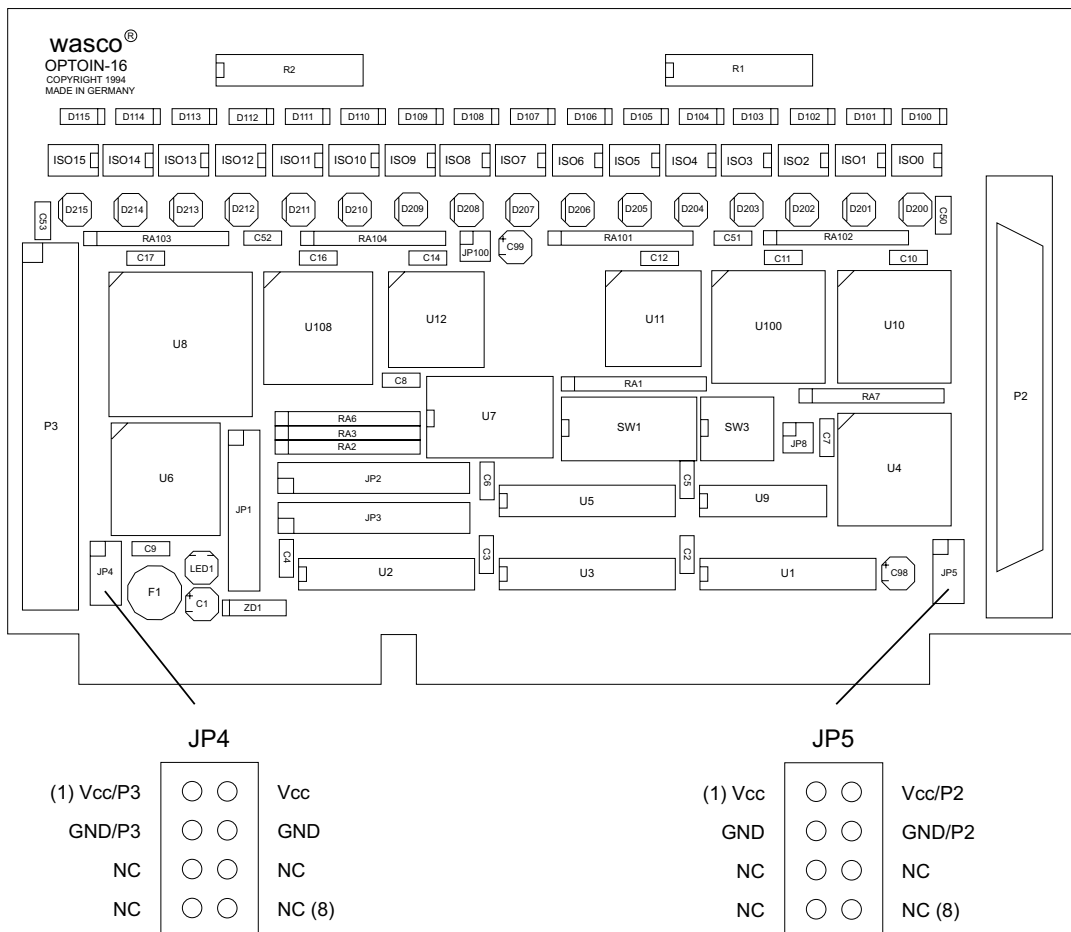 wasco®
OPTOIN-16
COPYRIGHT 1994
MADE IN GERMANY
R2 R1
D115 D114 D113 D112 D111 D110 D109 D108 D107 D106 D105 D104 D103 D102 D101 D100
ISO15 ISO14 ISO13 ISO12 ISO11 ISO10 ISO9 ISO8 ISO7 ISO6 ISO5 ISO4 ISO3 ISO2 ISO1 ISO0
C53 D215 D214 D213 D212 D211 D210 D209 D208 D207 D206 D205 D204 D203 D202 D201 D200 C50
RA103 C52 RA104 JP100 C99 RA101 C51 RA102
C17 C16 C14 C12 C11 C10
U8 U108 U12 U11 U100 U10
C8 RA1
P3 RA7 P2
RA6 U7 SW1 SW3
RA3
RA2 JP8 C7
U6 JP1 JP2 C6 C5 U4
U5 U9
JP3
C9 C4 C3 C2
JP4 LED1 U2 U3 U1 C98 JP5
F1 C1 ZD1
JP4 JP5
(1) Vcc/P3 Vcc (1) Vcc Vcc/P2
GND/P3 GND GND GND/P2
NC NC NC NC
NC NC (8) NC NC (8)